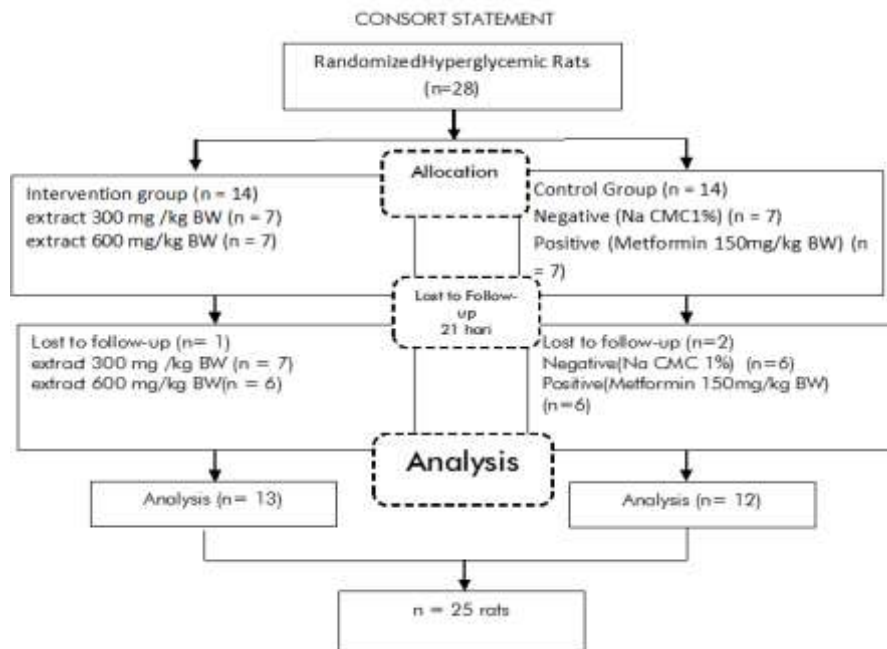 CONSORT STATEMENT
RandomizedHyperglycemic Rats
(n=28)
Allocation
Intervention group (n = 14)
extract 300 mg /kg BW (n = 7)
extract 600 mg/kg BW (n = 7)
Control Group (n = 14)
Negative (Na CMC1%) (n = 7)
Positive (Metformin 150mg/kg BW) (n
= 7)
Lost to Follow-
up
21 hari
Lost to follow-up (n= 1)
extract 300 mg /kg BW (n = 7)
extract 600 mg/kg BW(n = 6)
Lost to follow-up (n=2)
Negative(Na CMC 1%) (n=6)
Positive(Metformin 150mg/kg BW)
(n=6)
Analysis
Analysis (n= 13)
Analysis (n= 12)
n = 25 rats